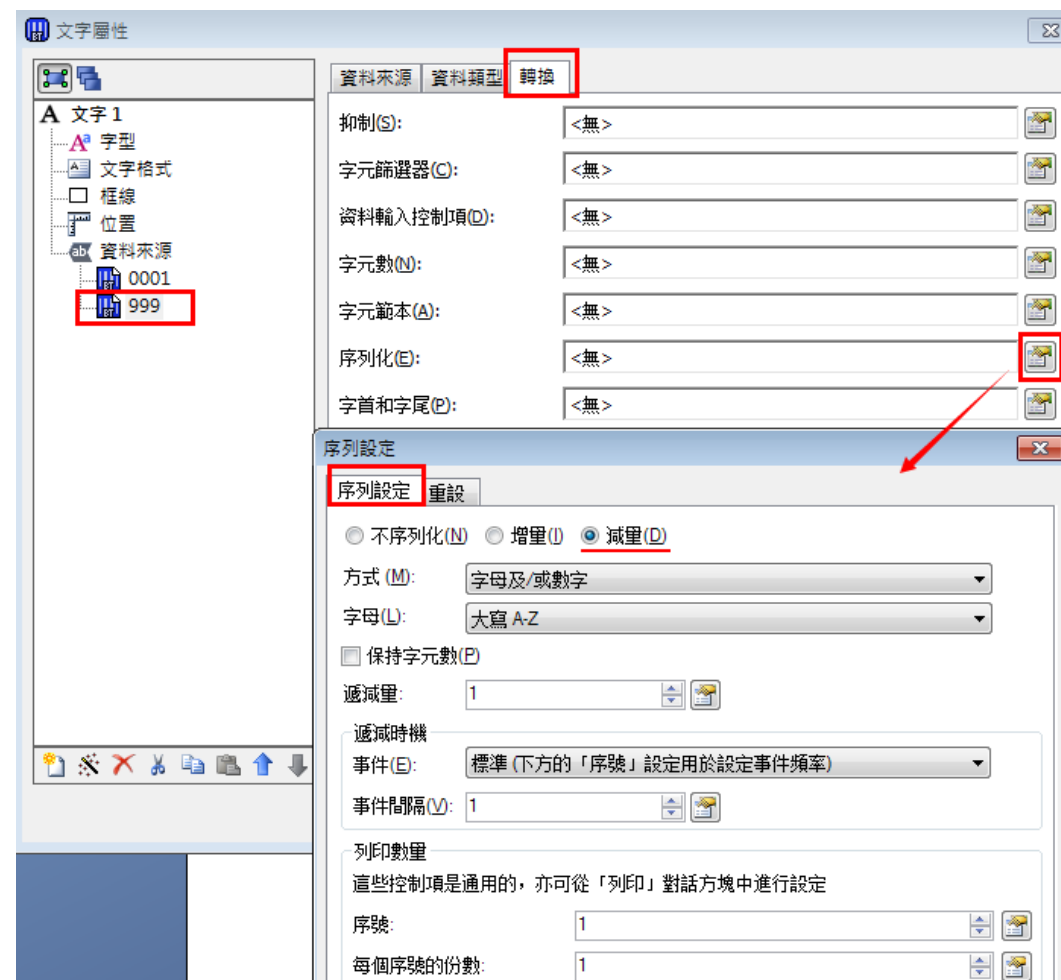 文字屬性
資料來源 資料類型 轉換
A 文字 1
字型
文字格式
框線
位置
資料來源
0001
999
抑制(S): <無>
字元篩選器(C): <無>
資料輸入控制項(D): <無>
字元數(N): <無>
字元範本(A): <無>
序列化(E): <無>
字首和字尾(P): <無>
序列設定
序列設定 重設
不序列化(N) 增量(I) 減量(D)
方式 (M): 字母及/或數字
字母(L): 大寫 A-Z
保持字元數(P)
遞減量: 1
遞減時機
事件(E): 標準 (下方的「序號」設定用於設定事件頻率)
事件間隔(V): 1
列印數量
這些控制項是通用的，亦可從「列印」對話方塊中進行設定
序號: 1
每個序號的份數: 1